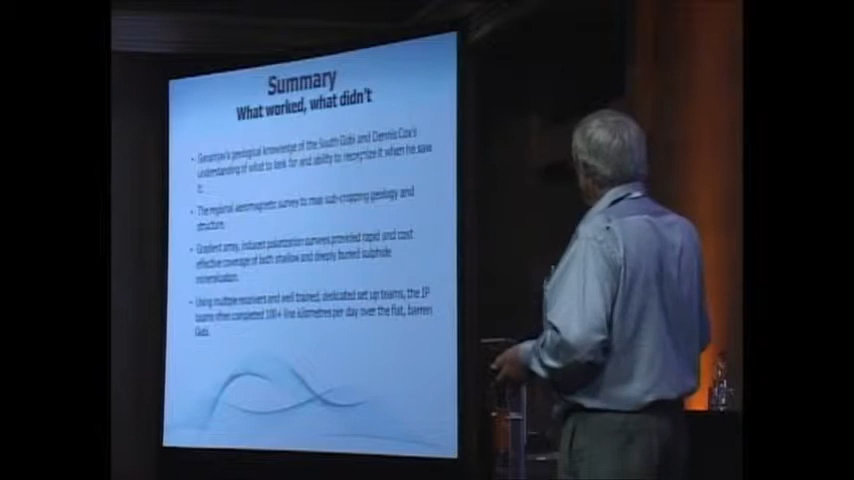 Summary
What worked, what didn't
• geological knowledge of the South Gobi and Dennis Cox's
understanding of what to look for and ability to recognize it when he saw
it.
• The regional aeromagnetic survey to map sub-cropping geology and
structure.
• Gradient array, induced polarization surveys provided rapid and cost
effective coverage of both shallow and deeply buried sulphide
mineralization.
• Using multiple receivers and well trained, dedicated set up teams, the IP
teams often completed 100+ line kilometres per day over the flat, barren
Gobi.